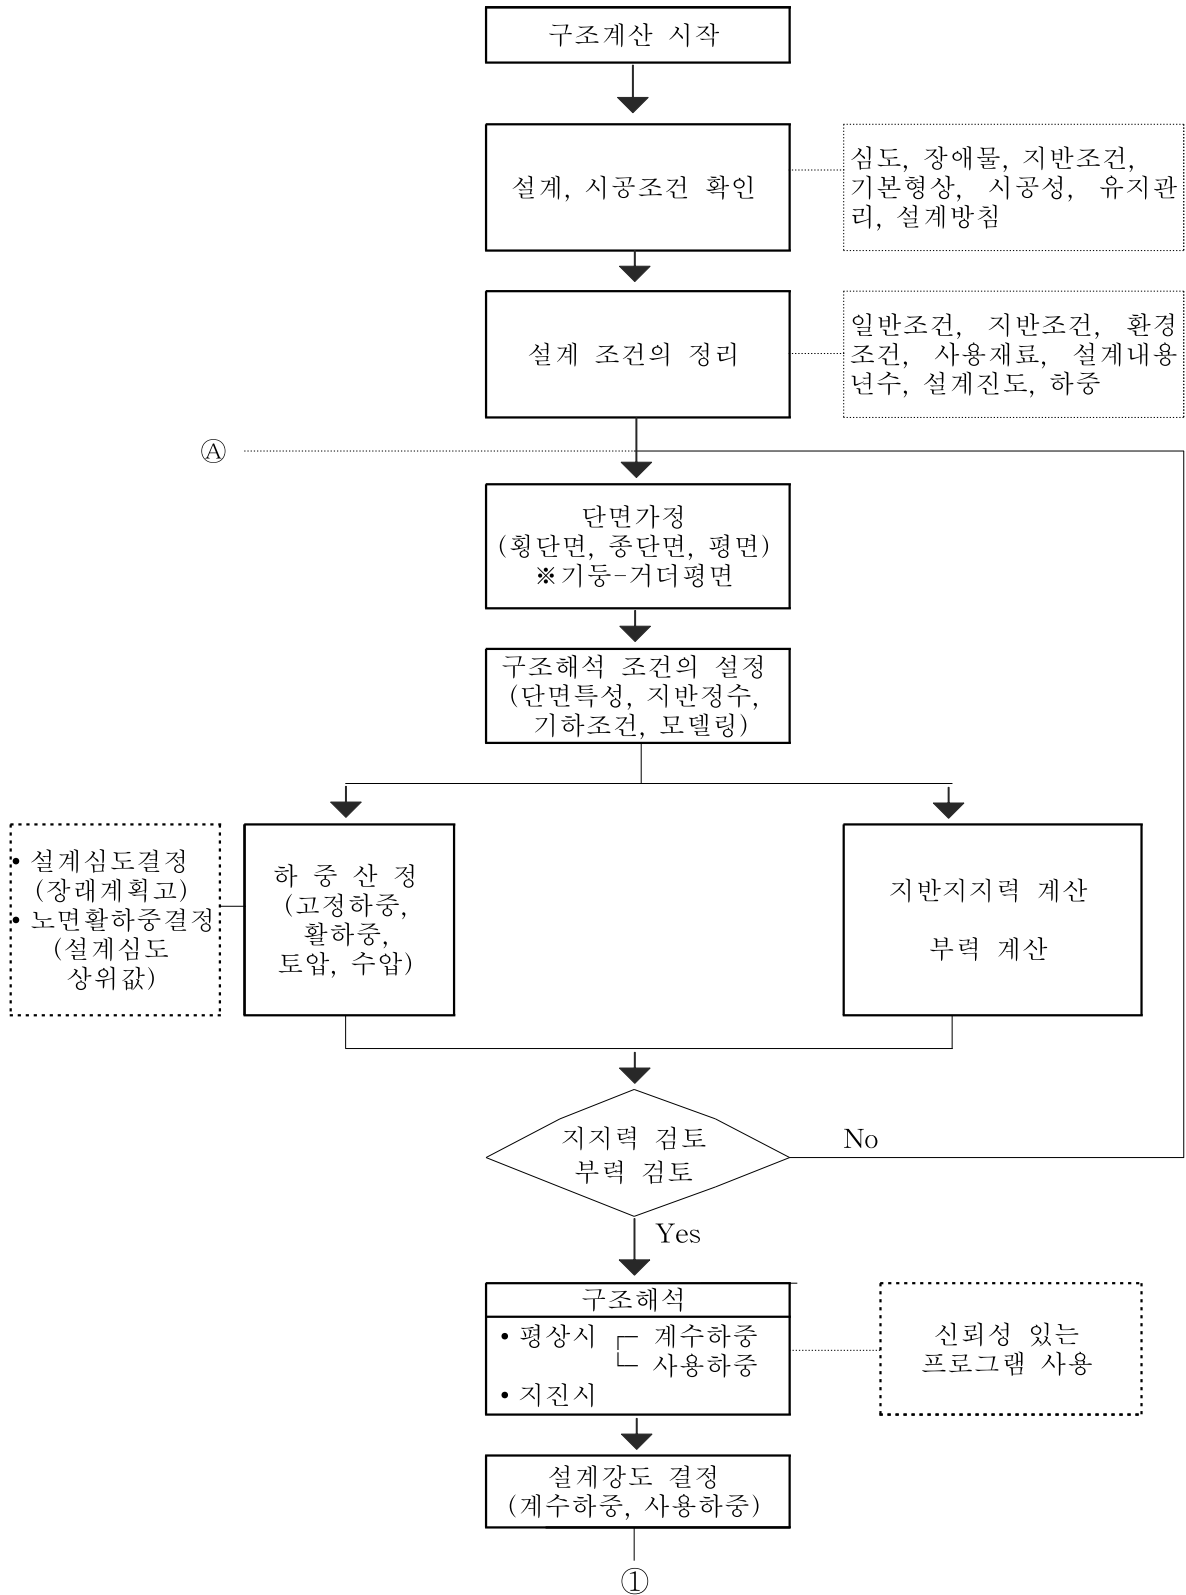 구조계산 시작
설계, 시공조건 확인
심도, 장애물, 지반조건,
기본형상, 시공성, 유지관
리, 설계방침
설계 조건의 정리
일반조건, 지반조건, 환경
조건, 사용재료, 설계내용
년수, 설계진도, 하중
Ⓐ
단면가정
(횡단면, 종단면, 평면)
※기둥-거더평면
구조해석 조건의 설정
(단면특성, 지반정수,
기하조건, 모델링)
• 설계심도결정
(장래계획고)
• 노면활하중결정
(설계심도
상위값)
하 중 산 정
(고정하중,
활하중,
토압, 수압)
지반지지력 계산
부력 계산
지지력 검토
부력 검토
No
Yes
구조해석
• 평상시 ┌ 계수하중
└ 사용하중
• 지진시
신뢰성 있는
프로그램 사용
설계강도 결정
(계수하중, 사용하중)
①